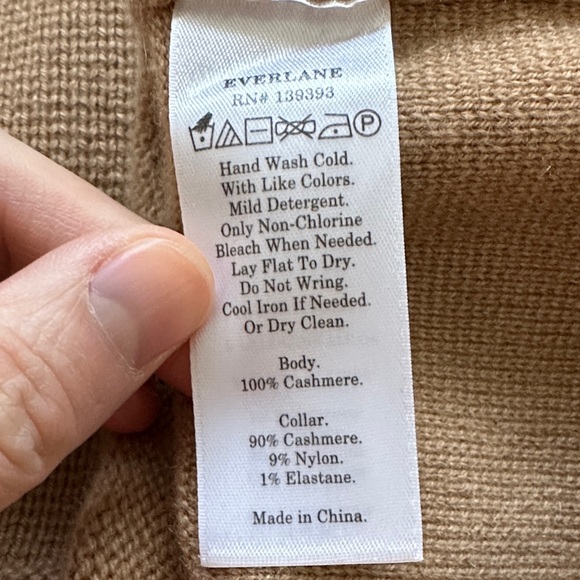 EVERLANE
RN# 139393
P
Hand Wash Cold.
With Like Colors.
Mild Detergent.
Only Non-Chlorine
Bleach When Needed.
Lay Flat To Dry.
Do Not Wring.
Cool Iron If Needed.
Or Dry Clean.
Body.
100% Cashmere.
Collar.
90% Cashmere.
9% Nylon.
1% Elastane.
Made in China.